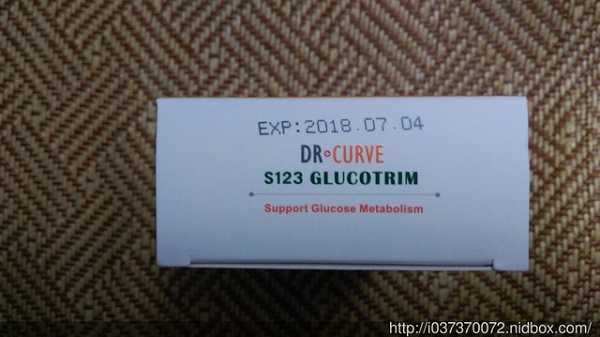 EXP:2018.07.04
DR CURVE
S123 GLUCOTRIM
Support Glucose Metabolism
http://i037370072.nidbox.com/